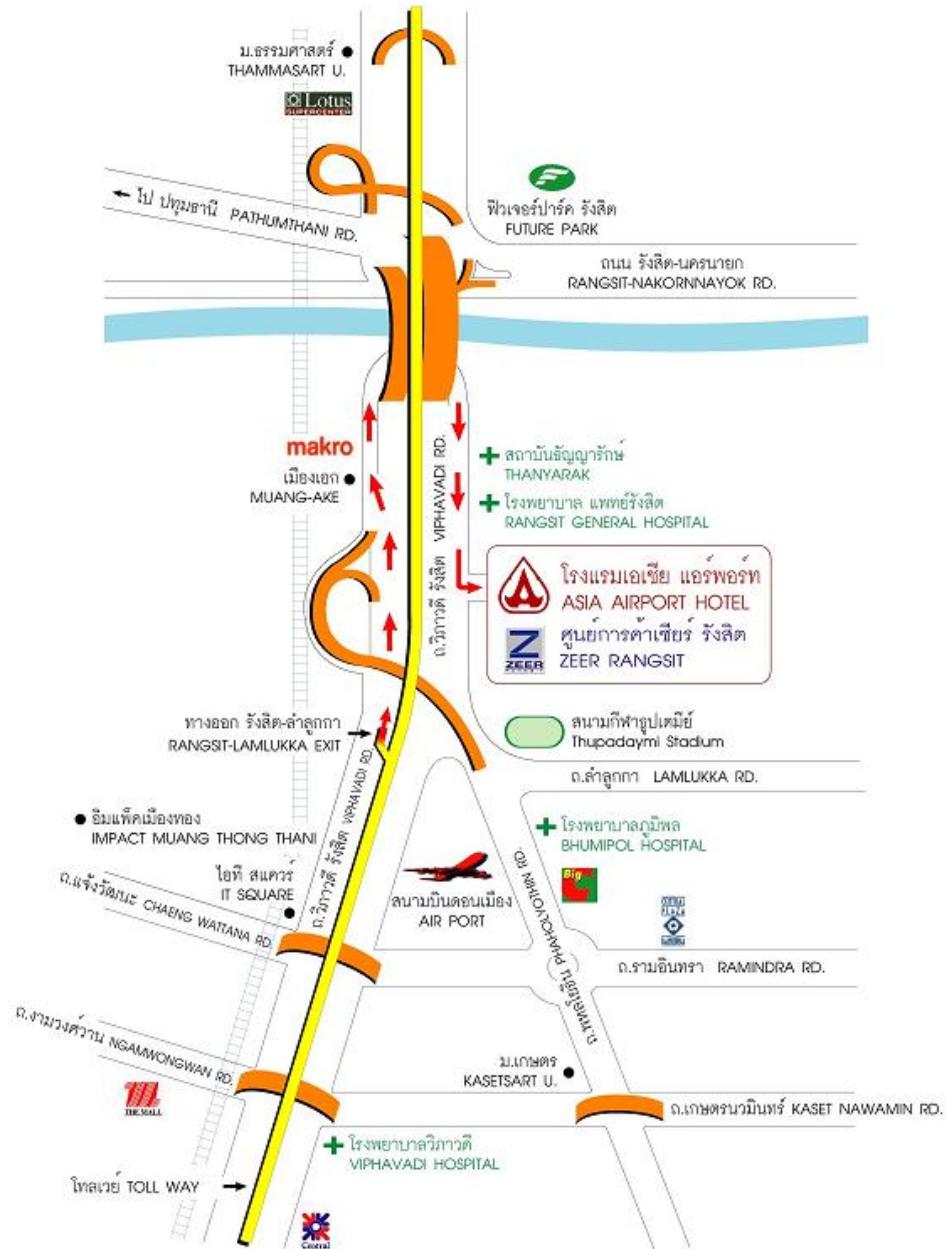 ม.ธรรมศาสตร์
THAMMASART U.
Lotus
SUPERCENTER
ไป ปทุมธานี PATHUMTHANI RD.
ฟิวเจอร์ปาร์ค รังสิต
FUTURE PARK
ถนน รังสิต-นครนายก
RANGSIT-NAKORNNAYOK RD.
makro
เมืองเอก
MUANG-AKE
ถ.วิภาวดี รังสิต VIPHAVADI RD.
สถาบันธัญญารักษ์
THANYARAK
โรงพยาบาล แพทย์รังสิต
RANGSIT GENERAL HOSPITAL
โรงแรมเอเชีย แอร์พอร์ท
ASIA AIRPORT HOTEL
Z
ZEER
ศูนย์การค้าเซียร์ รังสิต
ZEER RANGSIT
ทางออก รังสิต-ลำลูกกา
RANGSIT-LAMLUKKA EXIT
สนามกีฬาธูปเตมีย์
Thupadaymi Stadium
ถ.ลำลูกกา LAMLUKKA RD.
ถ.วิภาวดี รังสิต VIPHAVADI RD.
อิมแพ็คเมืองทอง
IMPACT MUANG THONG THANI
โรงพยาบาลภูมิพล
BHUMIPOL HOSPITAL
ไอที สแควร์
IT SQUARE
Big
สนามบินดอนเมือง
AIR PORT
ถ.พหลโยธิน PHAHOLYOTHIN RD.
ถ.แจ้งวัฒนะ CHAENG WATTANA RD.
ถ.รามอินทรา RAMINDRA RD.
ถ.งามวงศ์วาน NGAMWONGWAN RD.
ม.เกษตร
KASETSART U.
THE MALL
ถ.เกษตรนวมินทร์ KASET NAWAMIN RD.
โรงพยาบาลวิภาวดี
VIPHAVADI HOSPITAL
โทลเวย์ TOLL WAY
Central